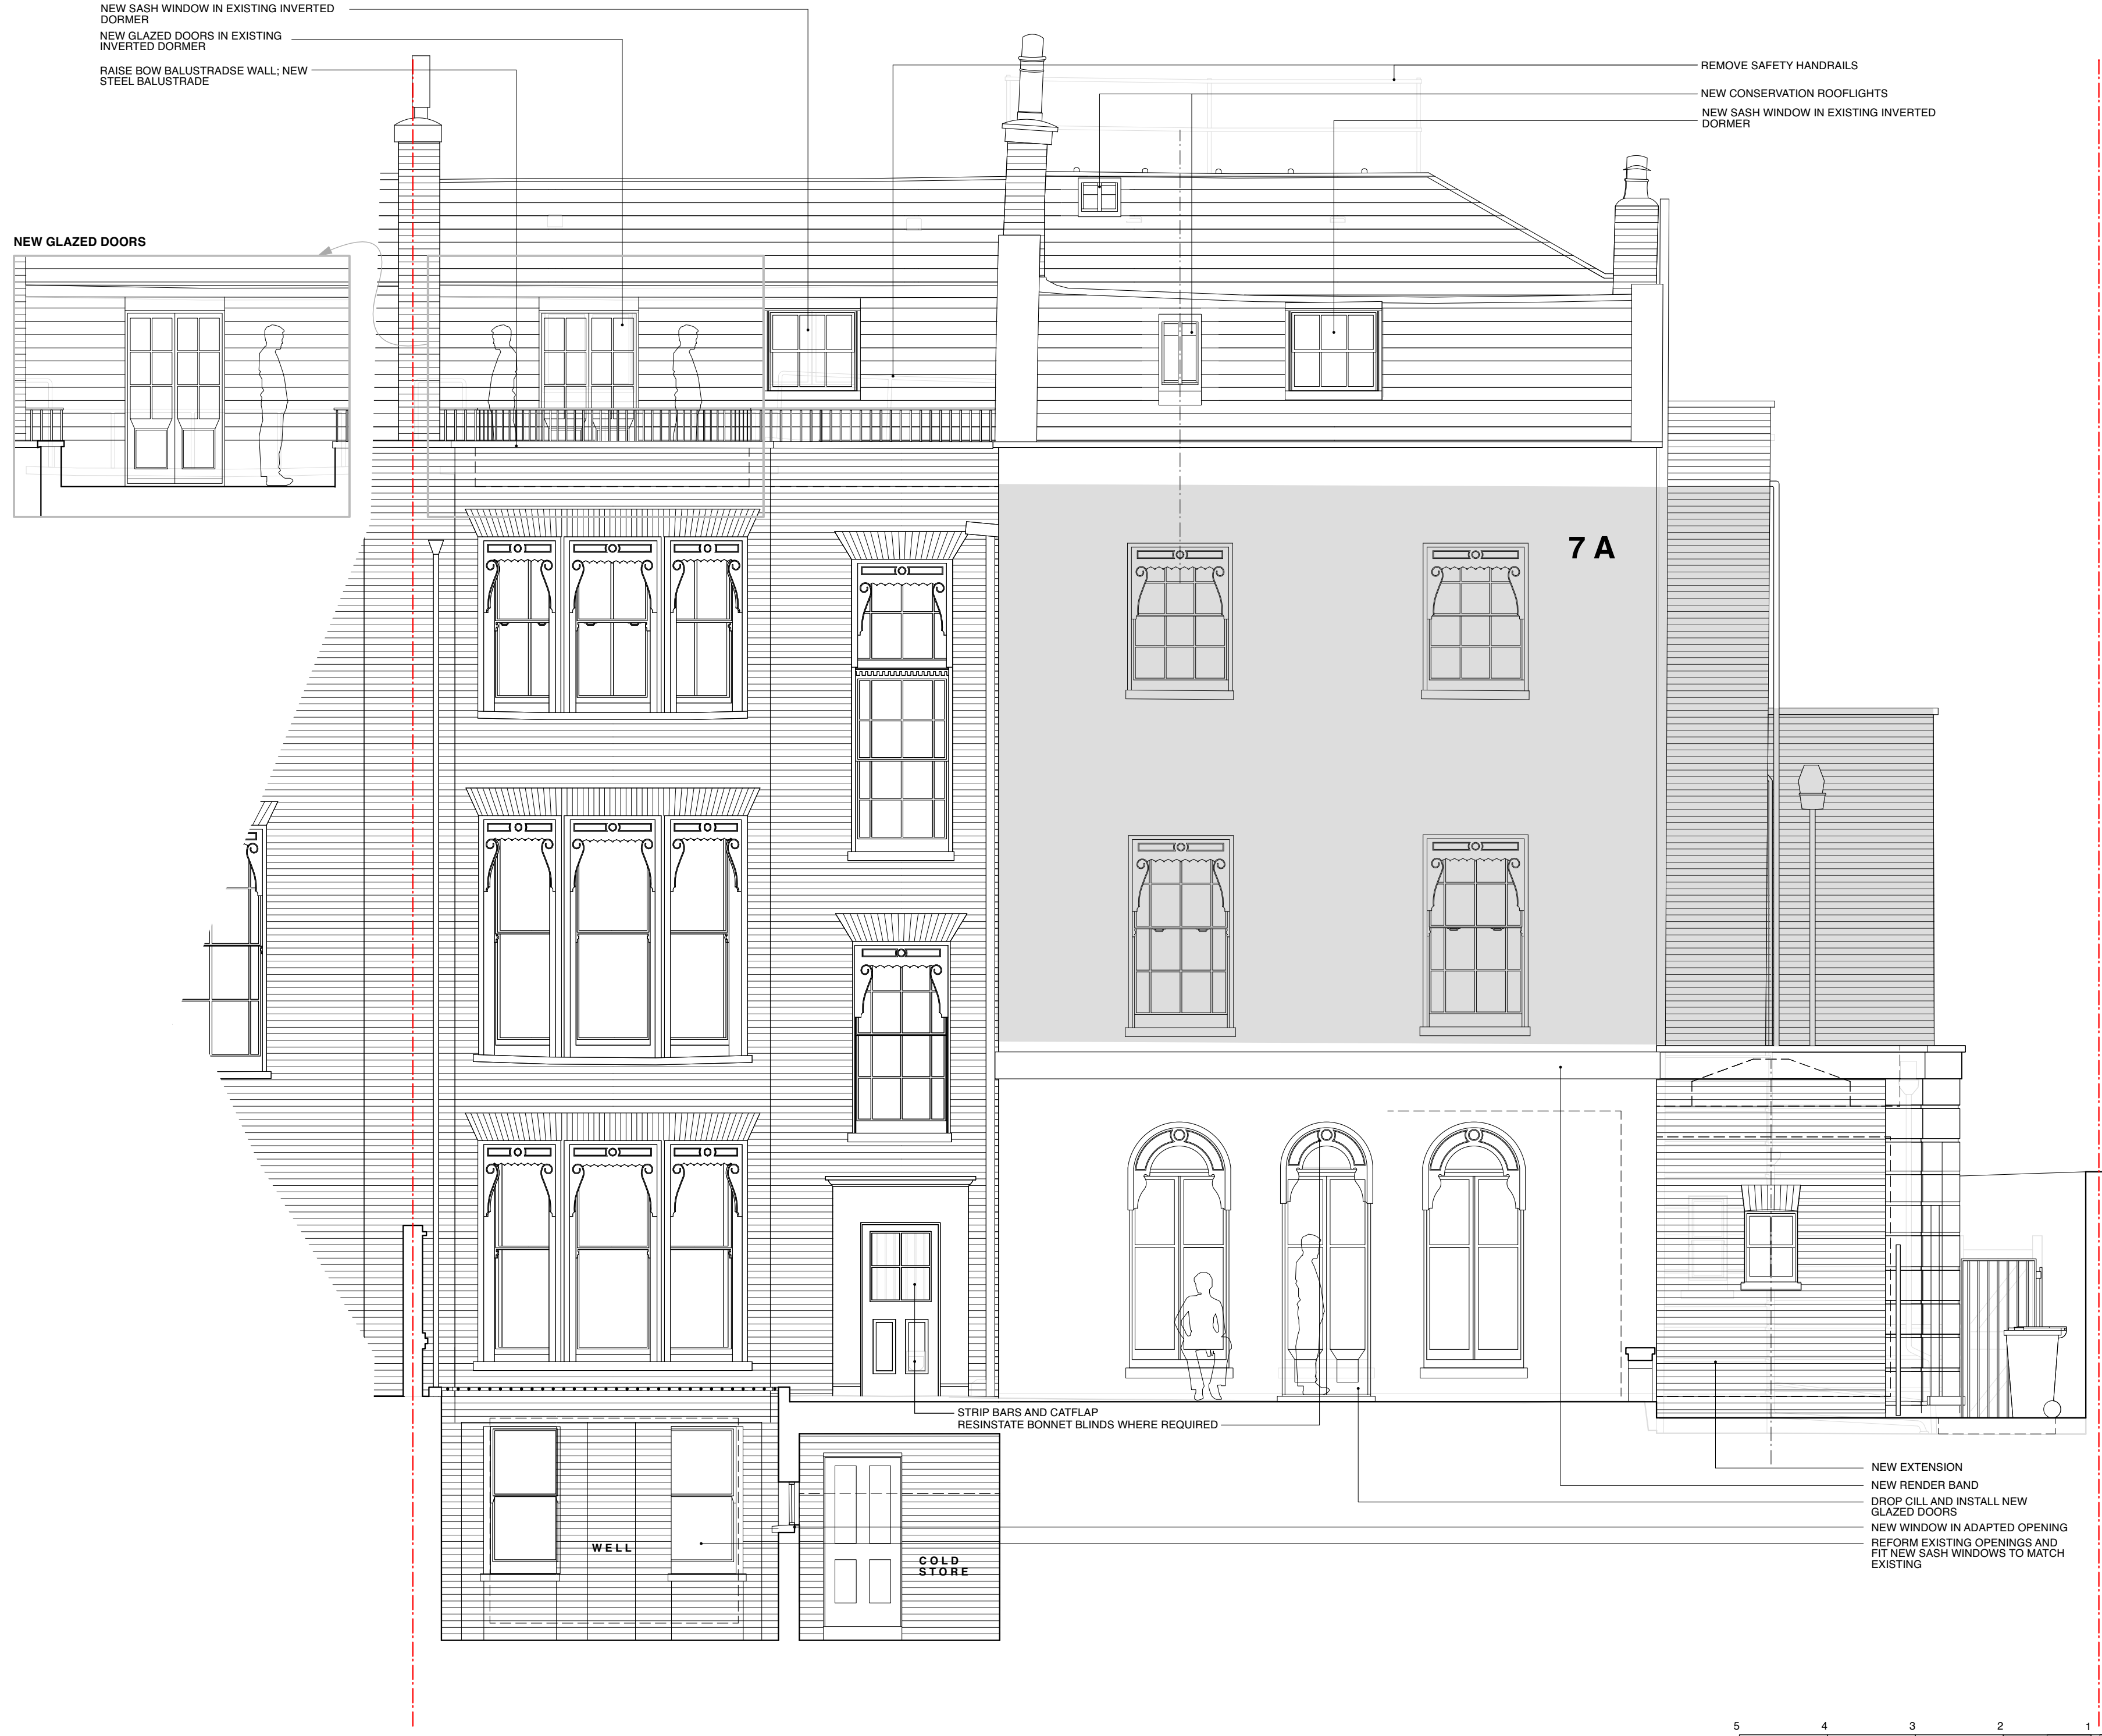 NEW SASH WINDOW IN EXISTING INVERTED
DORMER
NEW GLAZED DOORS IN EXISTING
INVERTED DORMER
RAISE BOW BALUSTRADSE WALL; NEW
STEEL BALUSTRADE
REMOVE SAFETY HANDRAILS
NEW CONSERVATION ROOFLIGHTS
NEW SASH WINDOW IN EXISTING INVERTED
DORMER
NEW GLAZED DOORS
7 A
STRIP BARS AND CATFLAP
RESINSTATE BONNET BLINDS WHERE REQUIRED
NEW EXTENSION
NEW RENDER BAND
DROP CILL AND INSTALL NEW
GLAZED DOORS
NEW WINDOW IN ADAPTED OPENING
REFORM EXISTING OPENINGS AND
FIT NEW SASH WINDOWS TO MATCH
EXISTING
WELL
COLD
STORE
5 4 3 2 1